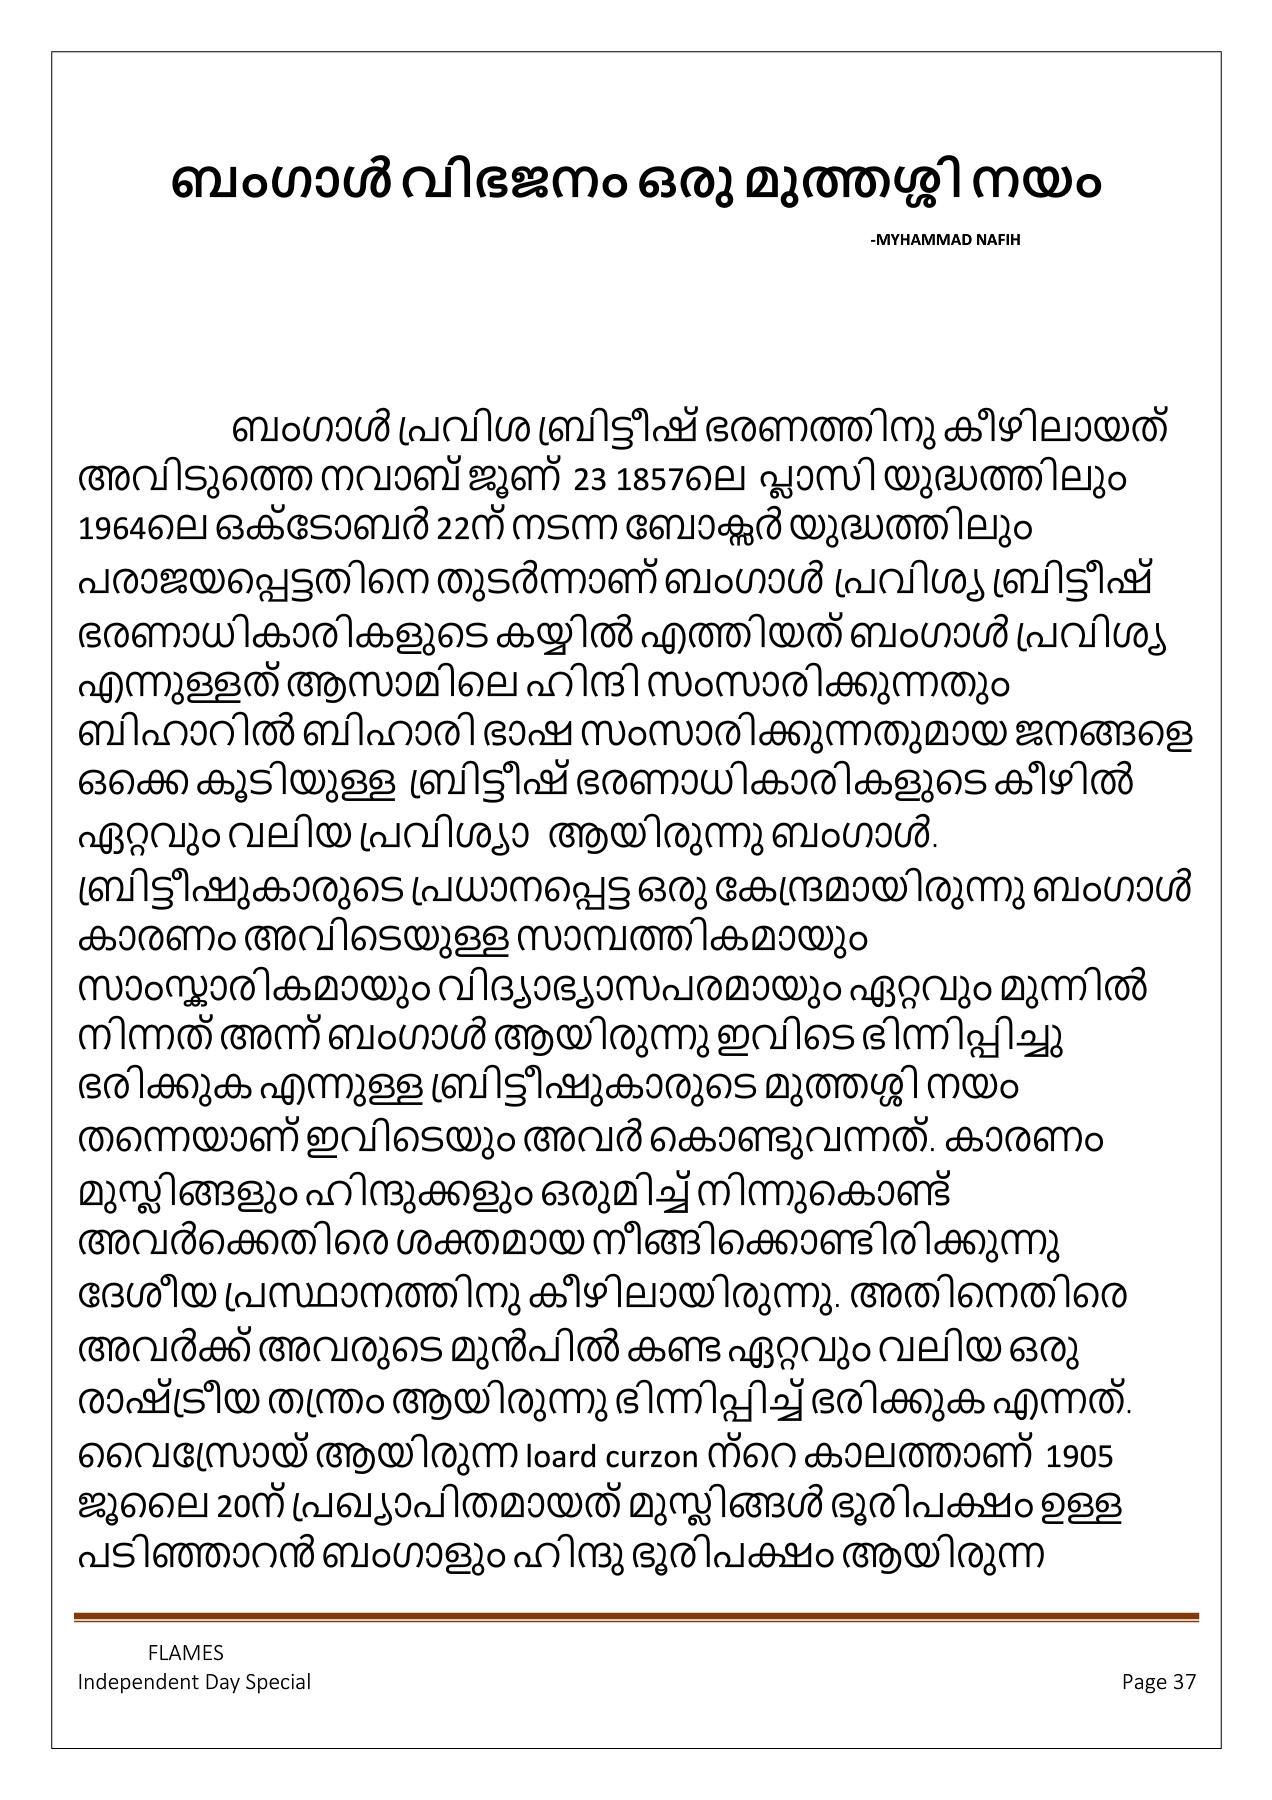 ബംഗാൾ വിഭജനം ഒരു മുത്തശ്ശി നയം
-MYHAMMAD NAFIH
ബംഗാൾ പ്രവിശ ബ്രിട്ടീഷ് ഭരണത്തിനു കീഴിലായത്
അവിടുത്തെ നവാബ് ജൂണ് 23 1857ലെ പ്ലാസി യുദ്ധത്തിലും
1964ലെ ഒക്ടോബർ 22ന് നടന്ന ബോക്സർ യുദ്ധത്തിലും
പരാജയപ്പെട്ടതിനെ തുടർന്നാണ് ബംഗാൾ പ്രവിശ്യ ബ്രിട്ടീഷ്
ഭരണാധികാരികളുടെ കയ്യിൽ എത്തിയത് ബംഗാൾ പ്രവിശ്യ
എന്നുള്ളത് ആസാമിലെ ഹിന്ദി സംസാരിക്കുന്നതും
ബിഹാറിൽ ബിഹാരി ഭാഷ സംസാരിക്കുന്നതുമായ ജനങ്ങളെ
ഒക്കെ കൂടിയുള്ള ബ്രിട്ടീഷ് ഭരണാധികാരികളുടെ കീഴിൽ
ഏറ്റവും വലിയ പ്രവിശ്യാ ആയിരുന്നു ബംഗാൾ.
ബ്രിട്ടീഷുകാരുടെ പ്രധാനപ്പെട്ട ഒരു കേന്ദ്രമായിരുന്നു ബംഗാൾ
കാരണം അവിടെയുള്ള സാമ്പത്തികമായും
സാംസ്കാരികമായും വിദ്യാഭ്യാസപരമായും ഏറ്റവും മുന്നിൽ
നിന്നത് അന്ന് ബംഗാൾ ആയിരുന്നു ഇവിടെ ഭിന്നിപ്പിച്ചു
ഭരിക്കുക എന്നുള്ള ബ്രിട്ടീഷുകാരുടെ മുത്തശ്ശി നയം
തന്നെയാണ് ഇവിടെയും അവർ കൊണ്ടുവന്നത്. കാരണം
മുസ്ലിങ്ങളും ഹിന്ദുക്കളും ഒരുമിച്ച് നിന്നുകൊണ്ട്
അവർക്കെതിരെ ശക്തമായ നീങ്ങിക്കൊണ്ടിരിക്കുന്നു
ദേശീയ പ്രസ്ഥാനത്തിനു കീഴിലായിരുന്നു. അതിനെതിരെ
അവർക്ക് അവരുടെ മുൻപിൽ കണ്ട ഏറ്റവും വലിയ ഒരു
രാഷ്ട്രീയ തന്ത്രം ആയിരുന്നു ഭിന്നിപ്പിച്ച് ഭരിക്കുക എന്നത്.
വൈസ്രോയ് ആയിരുന്ന loard curzon ന്റെ കാലത്താണ് 1905
ജൂലൈ 20ന് പ്രഖ്യാപിതമായത് മുസ്ലിങ്ങൾ ഭൂരിപക്ഷം ഉള്ള
പടിഞ്ഞാറൻ ബംഗാളും ഹിന്ദു ഭൂരിപക്ഷം ആയിരുന്ന
FLAMES
Independent Day Special
Page 37